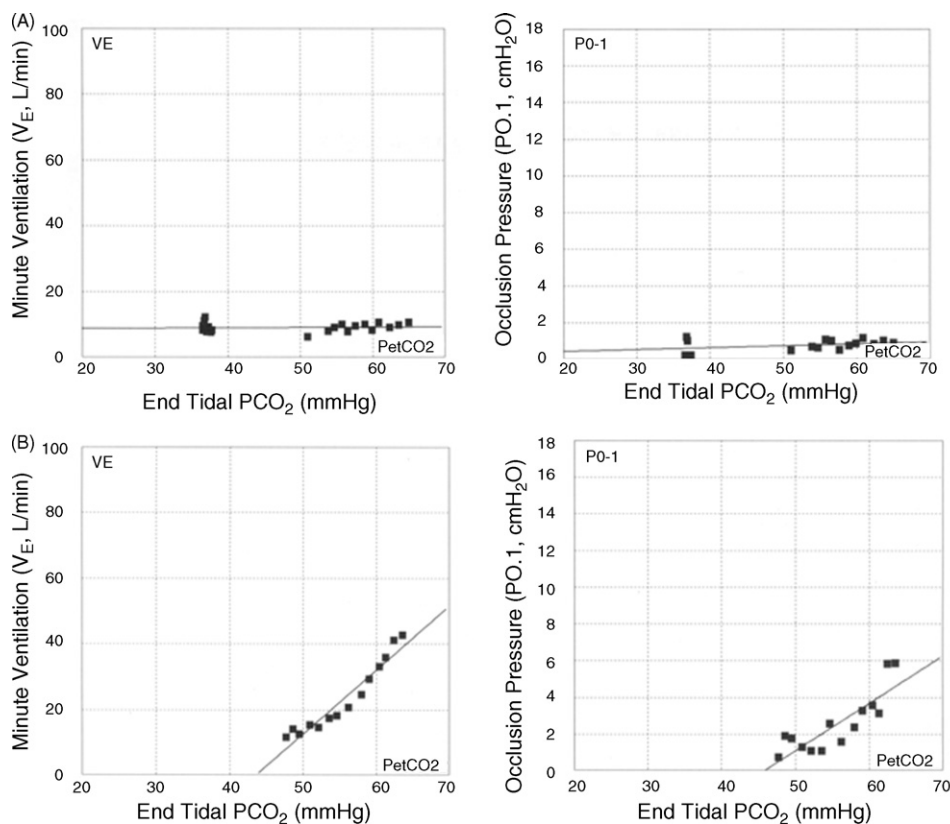 (A)
VE
Minute Ventilation (VE, L/min)
100
80
60
40
20
0
PetCO2
20 30 40 50 60 70
End Tidal PCO2 (mmHg)
P0-1
Occlusion Pressure (PO.1, cmH2O)
18
16
14
12
10
8
6
4
2
0
PetCO2
20 30 40 50 60 70
End Tidal PCO2 (mmHg)
(B)
VE
Minute Ventilation (VE, L/min)
100
80
60
40
20
0
PetCO2
20 30 40 50 60 70
End Tidal PCO2 (mmHg)
P0-1
Occlusion Pressure (PO.1, cmH2O)
18
16
14
12
10
8
6
4
2
0
PetCO2
20 30 40 50 60 70
End Tidal PCO2 (mmHg)